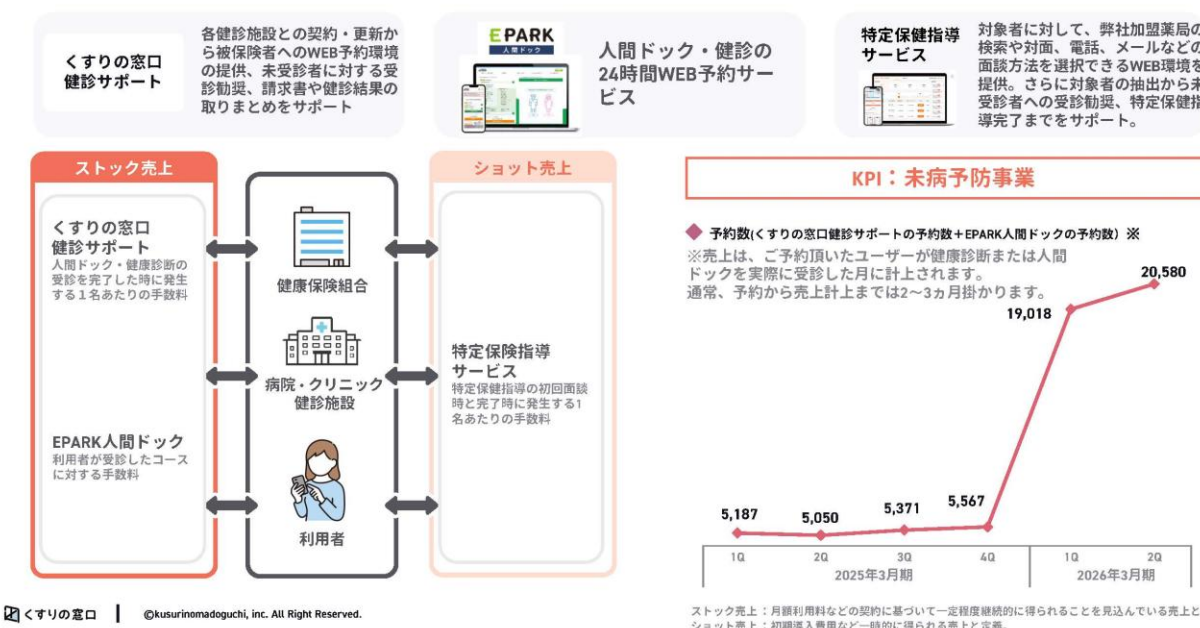 くすりの窓口
健診サポート
各健診施設との契約・更新か
ら被保険者へのWEB予約環境
の提供、未受診者に対する受
診勧奨、請求書や健診結果の
取りまとめをサポート
EPARK
人間ドック
人間ドック・健診の
24時間WEB予約サー
ビス
特定保健指導
サービス
対象者に対して、弊社加盟薬局の
検索や対面、電話、メールなどの
面談方法を選択できるWEB環境を
提供。さらに対象者の抽出から未
受診者への受診勧奨、特定保健指
導完了までをサポート。
ストック売上
くすりの窓口
健診サポート
人間ドック・健康診断の
受診を完了した時に発生
する１名あたりの手数料
EPARK人間ドック
利用者が受診したコース
に対する手数料
健康保険組合
病院・クリニック
健診施設
利用者
ショット売上
特定保険指導
サービス
特定保健指導の初回面談
時と完了時に発生する1
名あたりの手数料
KPI：未病予防事業
予約数(くすりの窓口健診サポートの予約数＋EPARK人間ドックの予約数）※
※売上は、ご予約頂いたユーザーが健康診断または人間
ドックを実際に受診した月に計上されます。
通常、予約から売上計上までは2～3ヵ月掛かります。
5,187
5,050
5,371
5,567
19,018
20,580
1Q
2Q
3Q
4Q
1Q
2Q
2025年3月期
2026年3月期
くすりの窓口
©kusurinomadoguchi, inc. All Right Reserved.
ストック売上：月額利用料などの契約に基づいて一定程度継続的に得られることを見込んでいる売上と
ショット売上：初期導入費用など一時的に得られる売上と定義。